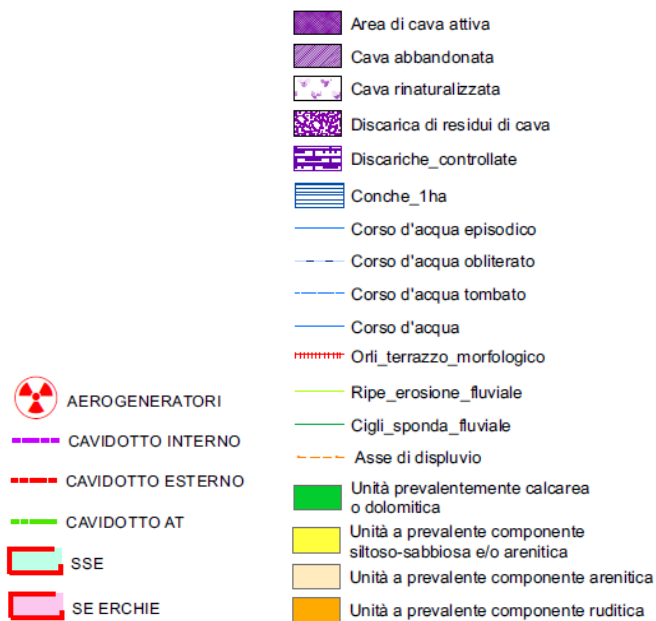 Area di cava attiva
Cava abbandonata
Cava rinaturalizzata
Discarica di residui di cava
Discariche_controllate
Conche_1ha
Corso d'acqua episodico
Corso d'acqua obliterato
Corso d'acqua tombato
Corso d'acqua
Orli_terrazzo_morfologico
Ripe_erosione_fluviale
Cigli_sponda_fluviale
Asse di displuvio
Unità prevalentemente calcarea
o dolomitica
Unità a prevalente componente
siltoso-sabbiosa e/o arenitica
Unità a prevalente componente arenitica
Unità a prevalente componente ruditica
AEROGENERATORI
CAVIDOTTO INTERNO
CAVIDOTTO ESTERNO
CAVIDOTTO AT
SSE
SE ERCHIE